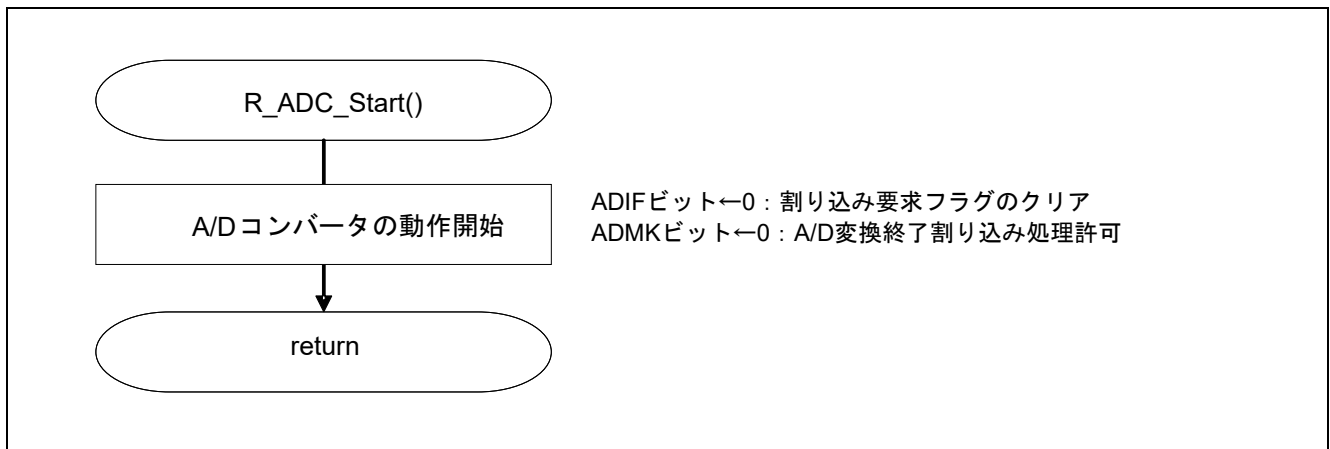 R_ADC_Start()
A/Dコンバータの動作開始
ADIFビット←0：割り込み要求フラグのクリア
ADMKビット←0：A/D変換終了割り込み処理許可
return